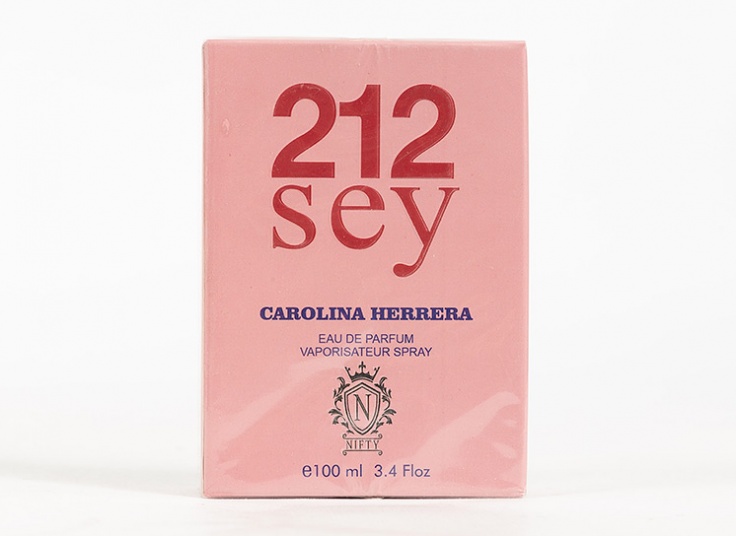 212
sey
CAROLINA HERRERA
EAU DE PARFUM
VAPORISATEUR SPRAY
N
NIFTY
e100 ml 3.4 Floz